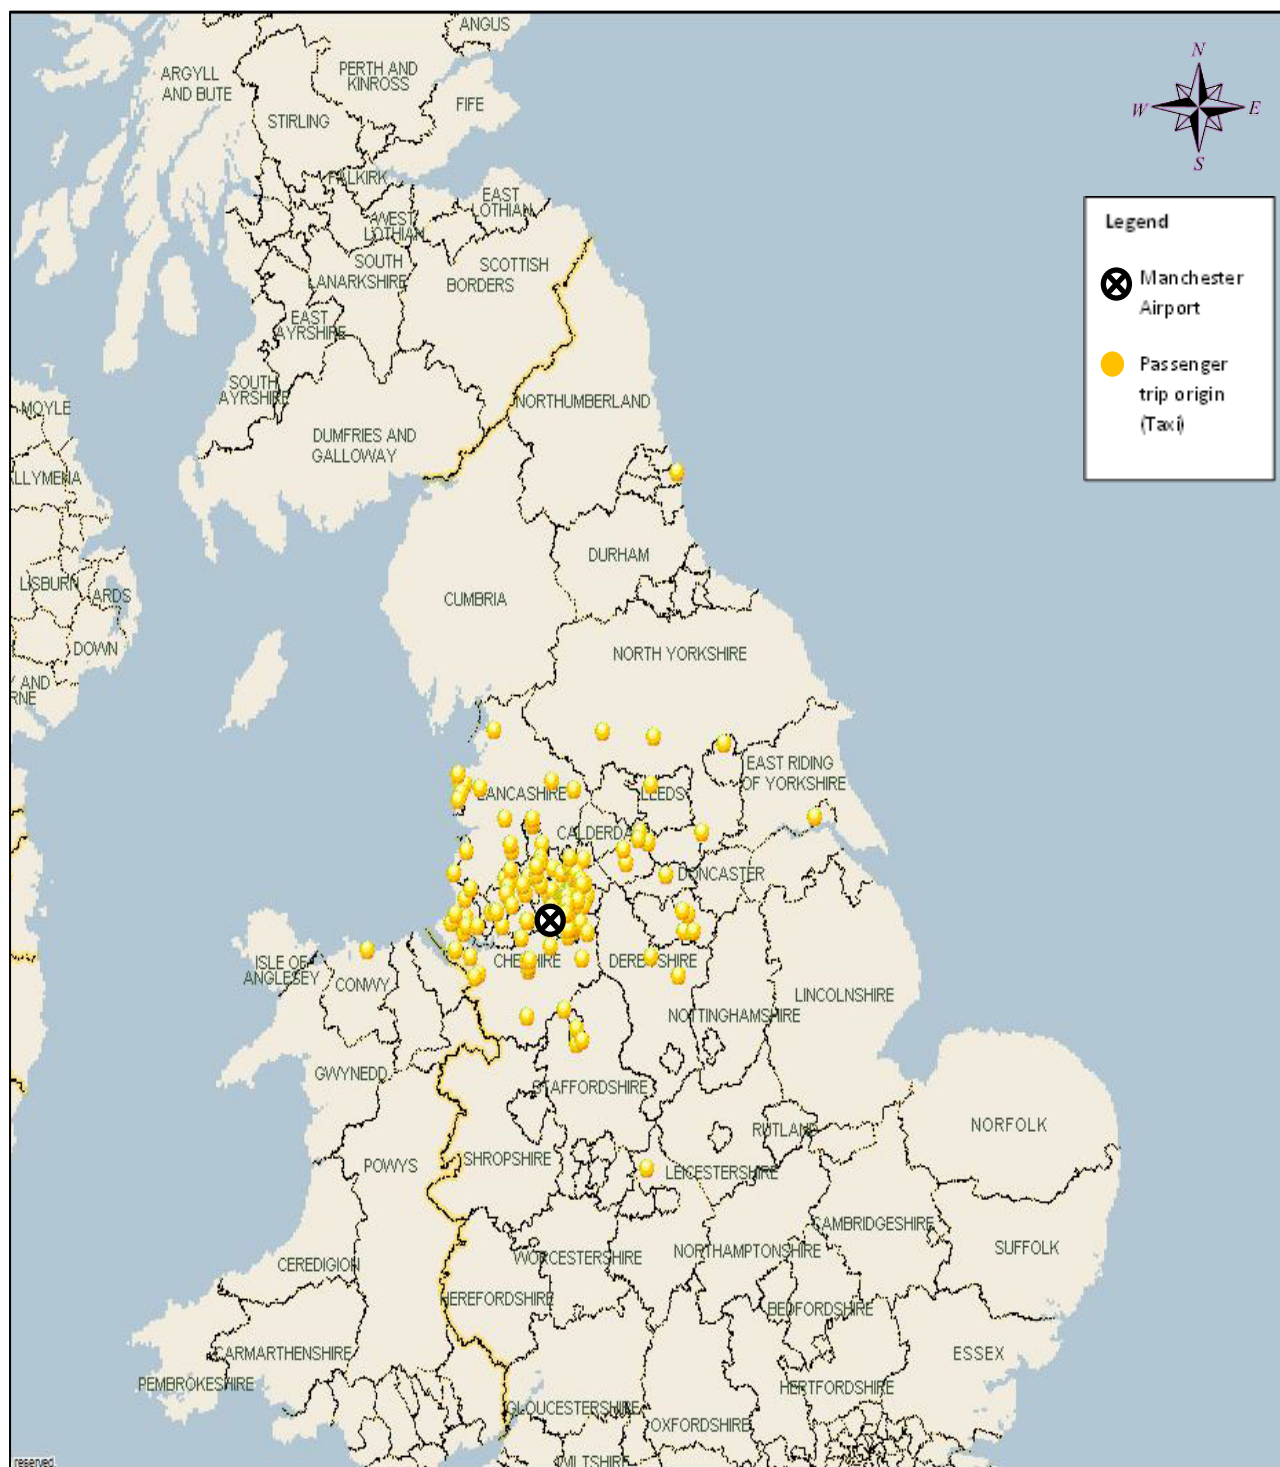 ANGUS
ARGYLL
AND BUTE
PERTH AND
KINROSS
FIFE
STIRLING
FALKIRK
EAST
LOTHIAN
WEST
LOTHIAN
SOUTH
LANARKSHIRE
SCOTTISH
BORDERS
EAST
AYRSHIRE
SOUTH
AYRSHIRE
NORTHUMBERLAND
MOYLE
DUMFRIES AND
GALLOWAY
LLYMENA
DURHAM
LISBURN
ARDS
CUMBRIA
DOWN
NORTH YORKSHIRE
Y AND
RNE
EAST RIDING
OF YORKSHIRE
LANCASHIRE
LEEDS
CALDERDA
DONCASTER
ISLE OF
ANGLESEY
CONWY
CHESHIRE
DERBYSHIRE
LINCOLNSHIRE
NOTTINGHAMSHIRE
GWYNEDD
STAFFORDSHIRE
NORFOLK
RUTLAND
POWYS
SHROPSHIRE
LEICESTERSHIRE
CAMBRIDGESHIRE
SUFFOLK
NORTHAMPTONSHIRE
WORCESTERSHIRE
CEREDIGION
HEREFORDSHIRE
BEDFORDSHIRE
CARMARTHENSHIRE
ESSEX
PEMBROKESHIRE
HERTFORDSHIRE
GLOUCESTERSHIRE
OXFORDSHIRE
WILTSHIRE
reserved.
N
W E
S
Legend
Manchester
Airport
Passenger
trip origin
(Taxi)